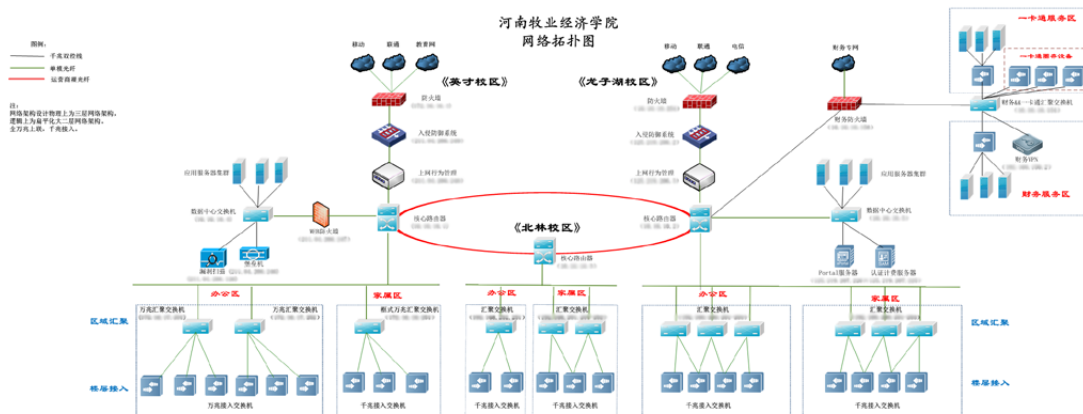 河南牧业经济学院
网络拓扑图
图例:
千兆双绞线
单模光纤
运营商裸光纤
注:
网络架构设计物理上为三层网络架构,
逻辑上为扁平化大二层网络架构。
全万兆上联,千兆接入。
移动 联通 教育网
《英才校区》
防火墙
入侵防御系统
上网行为管理
移动 联通 电信
《龙子湖校区》
防火墙
入侵防御系统
上网行为管理
财务专网
财务防火墙
一卡通服务区
一卡通圈存设备
财务&一卡通汇聚交换机
财务VPN
财务服务区
应用服务器集群
数据中心交换机
WEB防火墙
核心路由器
漏洞扫描
堡垒机
《北林校区》
核心路由器
核心路由器
应用服务器集群
数据中心交换机
Portal服务器 认证计费服务器
办公区 家属区 办公区 家属区 办公区 家属区
万兆汇聚交换机 万兆汇聚交换机 框式万兆汇聚交换机 汇聚交换机 汇聚交换机 汇聚交换机 汇聚交换机
区域汇聚 区域汇聚
楼层接入 楼层接入
万兆接入交换机 千兆接入交换机 千兆接入交换机 千兆接入交换机 千兆接入交换机 千兆接入交换机